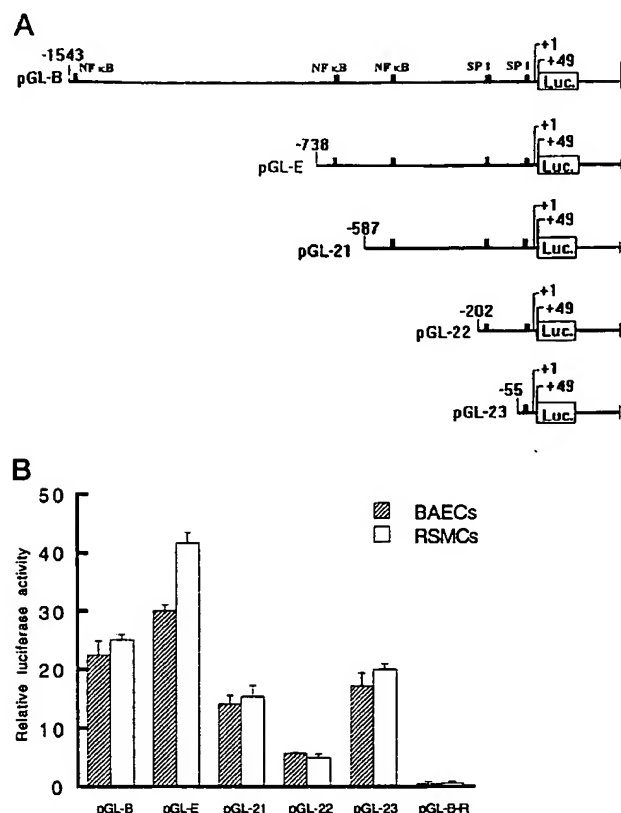 A
-1543
NFκB NFκB NFκB SP1 SP1 +1
+49
pGL-B Luc.
-738 +1
+49
pGL-E Luc.
-587 +1
+49
pGL-21 Luc.
-202 +1
+49
pGL-22 Luc.
-55 +1
+49
pGL-23 Luc.
B
50
40
30
20
10
0
Relative luciferase activity
BAECs
RSMCs
pGL-B pGL-E pGL-21 pGL-22 pGL-23 pGL-B-R